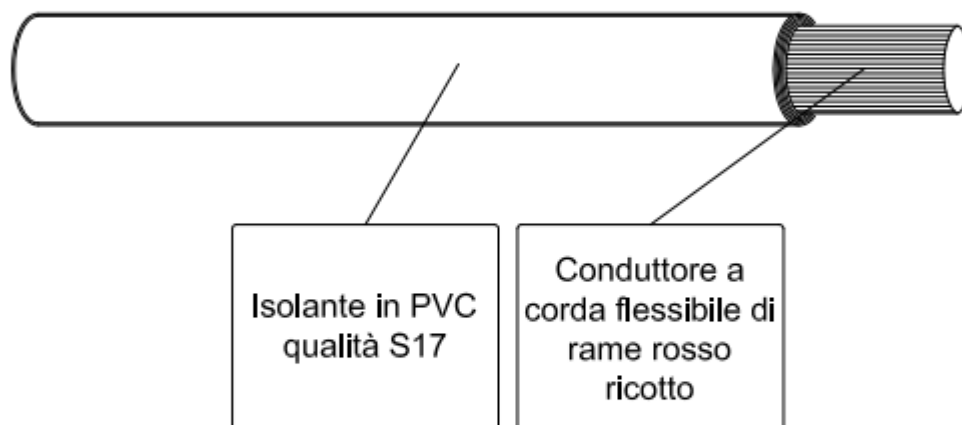 Isolante in PVC
qualità S17
Conduttore a
corda flessibile di
rame rosso
ricotto